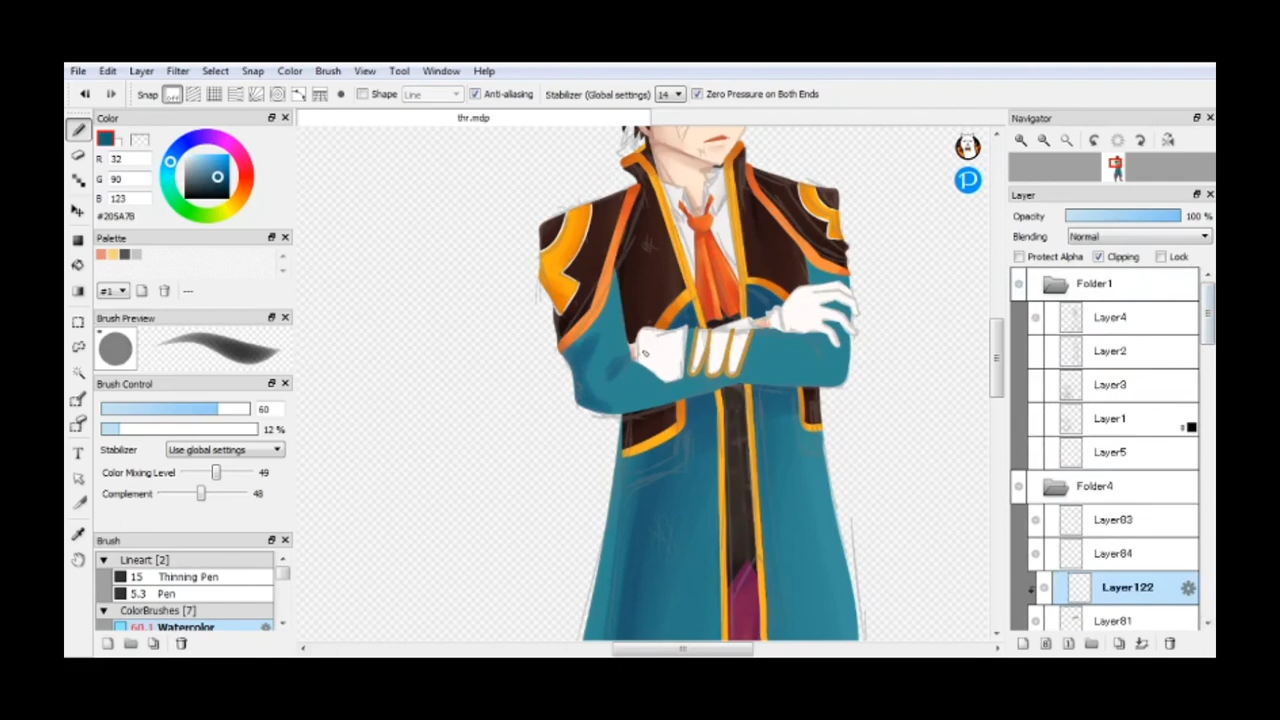 File Edit Layer Filter Select Snap Color Brush View Tool Window Help
Snap off Shape Line Anti-aliasing Stabilizer (Global settings) 14 Zero Pressure on Both Ends
Color
thr.mdp
Navigator
R 32
G 90
B 123
#205A7B
Layer
Opacity 100 %
Palette
Blending Normal
Protect Alpha Clipping Lock
#1 ---
Folder1
Brush Preview
Layer4
Layer2
Brush Control
Layer3
60
12 %
Layer1
Stabilizer Use global settings
Layer5
Color Mixing Level 49
Complement 48
Folder4
Layer83
Brush
Layer84
Lineart [2]
15 Thinning Pen
5.3 Pen
Layer122
ColorBrushes [7]
60.1 Watercolor
Layer81